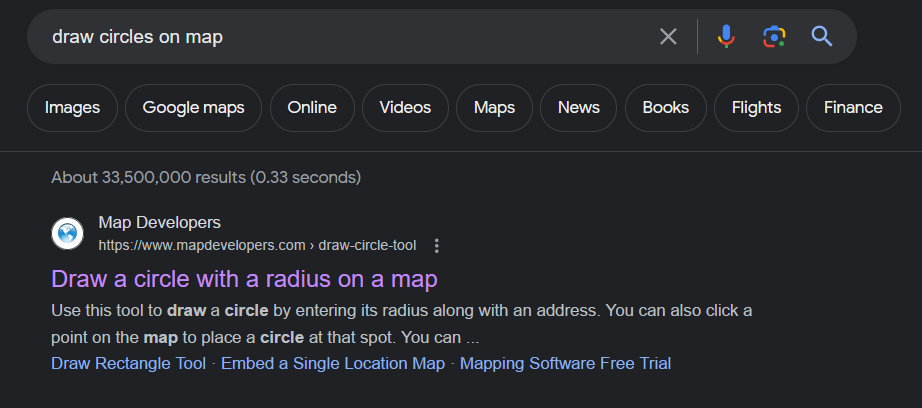 draw circles on map
Images Google maps Online Videos Maps News Books Flights Finance
About 33,500,000 results (0.33 seconds)
Map Developers
https://www.mapdevelopers.com › draw-circle-tool
Draw a circle with a radius on a map
Use this tool to draw a circle by entering its radius along with an address. You can also click a
point on the map to place a circle at that spot. You can ...
Draw Rectangle Tool · Embed a Single Location Map · Mapping Software Free Trial